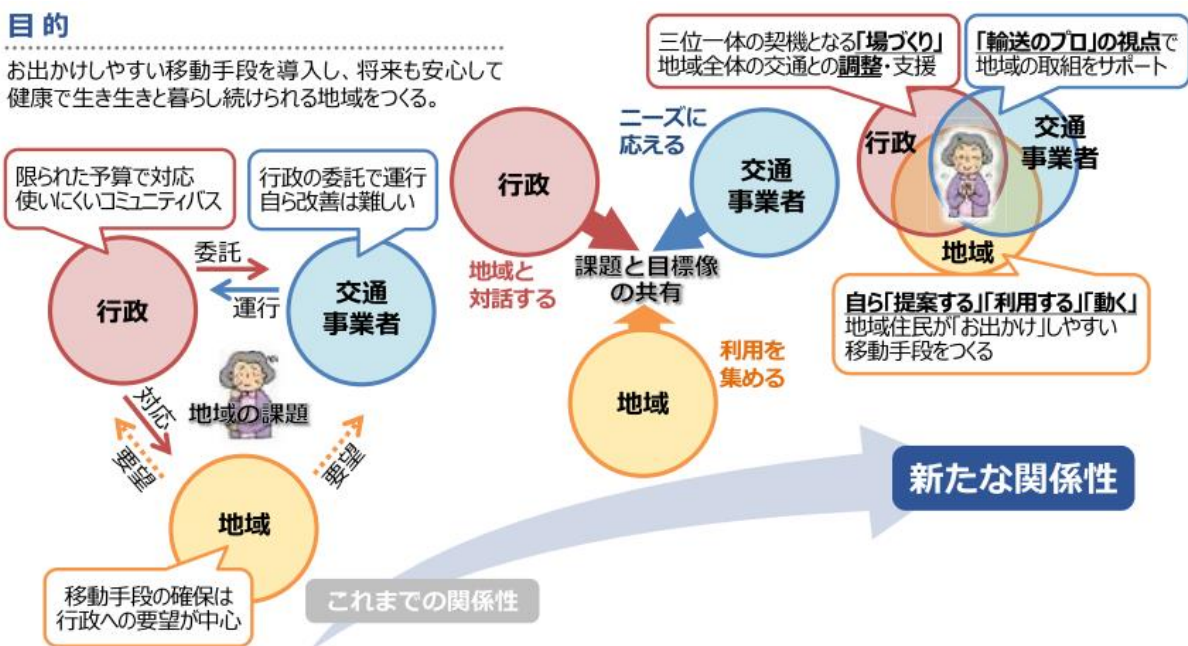 目的
お出かけしやすい移動手段を導入し、将来も安心して
健康で生き生きと暮らし続けられる地域をつくる。
限られた予算で対応
使いにくいコミュニティバス
行政の委託で運行
自ら改善は難しい
行政
委託
運行
交通
事業者
地域の課題
対応
要望
要望
地域
移動手段の確保は
行政への要望が中心
これまでの関係性
行政
ニーズに
応える
交通
事業者
地域と
対話する
課題と目標像
の共有
利用を
集める
地域
三位一体の契機となる「場づくり」
地域全体の交通との調整・支援
「輸送のプロ」の視点で
地域の取組をサポート
行政
交通
事業者
地域
自ら「提案する」「利用する」「動く」
地域住民が「お出かけ」しやすい
移動手段をつくる
新たな関係性